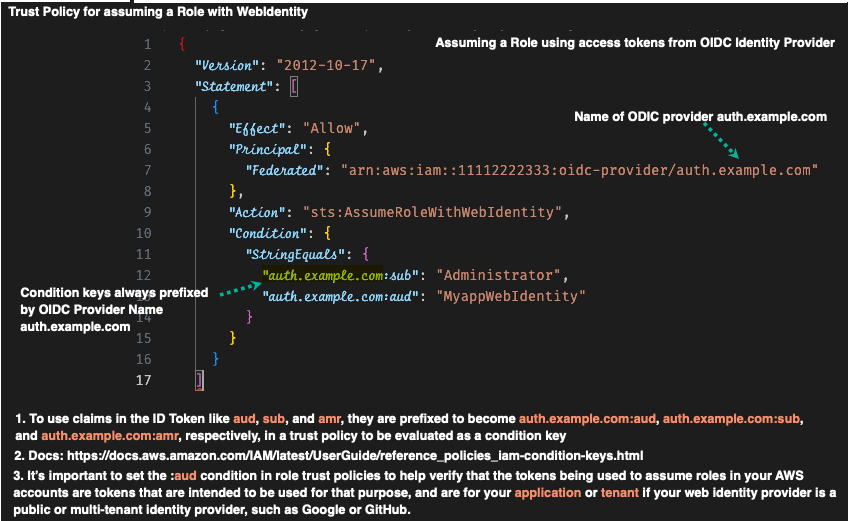 Trust Policy for assuming a Role with WebIdentity
Assuming a Role using access tokens from OIDC Identity Provider
1 {
2 "Version": "2012-10-17",
3 "Statement": [
4 {
5 "Effect": "Allow",
Name of ODIC provider auth.example.com
6 "Principal": {
7 "Federated": "arn:aws:iam::11112222333:oidc-provider/auth.example.com"
8 },
9 "Action": "sts:AssumeRoleWithWebIdentity",
10 "Condition": {
11 "StringEquals": {
12 "auth.example.com:sub": "Administrator",
"auth.example.com:aud": "MyappWebIdentity"
Condition keys always prefixed
by OIDC Provider Name
auth.example.com
14 }
15 }
16 }
17 ]
1. To use claims in the ID Token like aud, sub, and amr, they are prefixed to become auth.example.com:aud, auth.example.com:sub,
and auth.example.com:amr, respectively, in a trust policy to be evaluated as a condition key
2. Docs: https://docs.aws.amazon.com/IAM/latest/UserGuide/reference_policies_iam-condition-keys.html
3. It's important to set the :aud condition in role trust policies to help verify that the tokens being used to assume roles in your AWS
accounts are tokens that are intended to be used for that purpose, and are for your application or tenant if your web identity provider is a
public or multi-tenant identity provider, such as Google or GitHub.